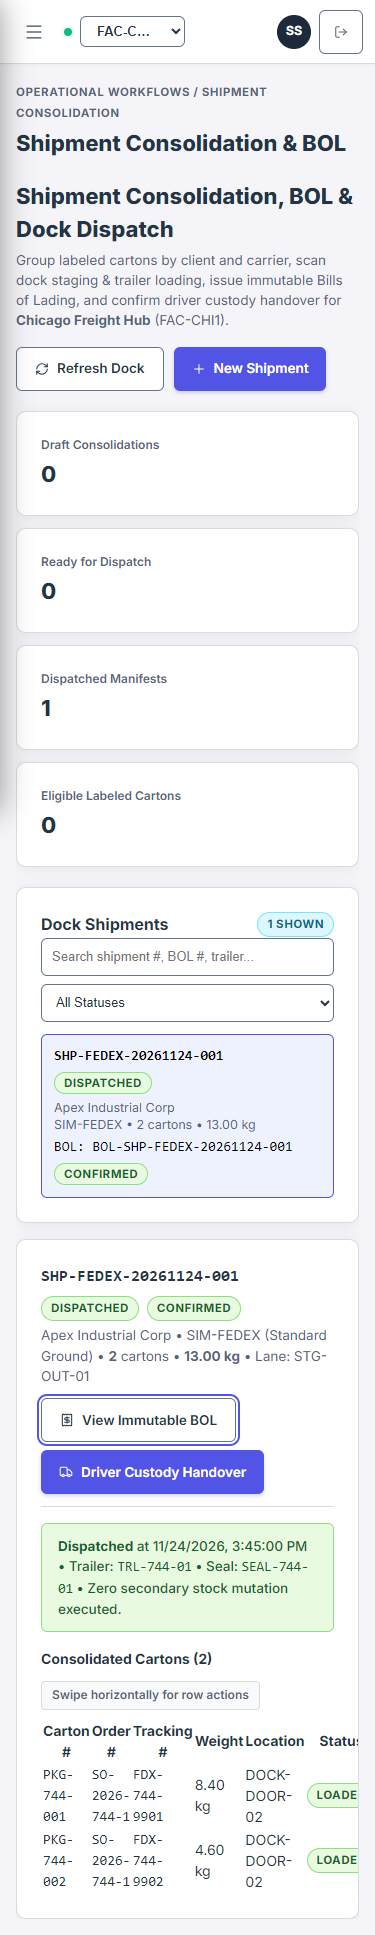 FAC-C...
SS
OPERATIONAL WORKFLOWS / SHIPMENT
CONSOLIDATION
Shipment Consolidation & BOL
Shipment Consolidation, BOL &
Dock Dispatch
Group labeled cartons by client and carrier, scan
dock staging & trailer loading, issue immutable Bills
of Lading, and confirm driver custody handover for
Chicago Freight Hub (FAC-CHI1).
Refresh Dock
New Shipment
Draft Consolidations
0
Ready for Dispatch
0
Dispatched Manifests
1
Eligible Labeled Cartons
0
Dock Shipments
1 SHOWN
Search shipment #, BOL #, trailer...
All Statuses
SHP-FEDEX-20261124-001
DISPATCHED
Apex Industrial Corp
SIM-FEDEX • 2 cartons • 13.00 kg
BOL: BOL-SHP-FEDEX-20261124-001
CONFIRMED
SHP-FEDEX-20261124-001
DISPATCHED CONFIRMED
Apex Industrial Corp • SIM-FEDEX (Standard
Ground) • 2 cartons • 13.00 kg • Lane: STG-
OUT-01
View Immutable BOL
Driver Custody Handover
Dispatched at 11/24/2026, 3:45:00 PM
• Trailer: TRL-744-01 • Seal: SEAL-744-
01 • Zero secondary stock mutation
executed.
Consolidated Cartons (2)
Swipe horizontally for row actions
Carton # Order # Tracking # Weight Location Status
PKG-744-001 SO-2026-744-1 FDX-744-9901 8.40 kg DOCK-DOOR-02 LOADE
PKG-744-002 SO-2026-744-1 FDX-744-9902 4.60 kg DOCK-DOOR-02 LOADE